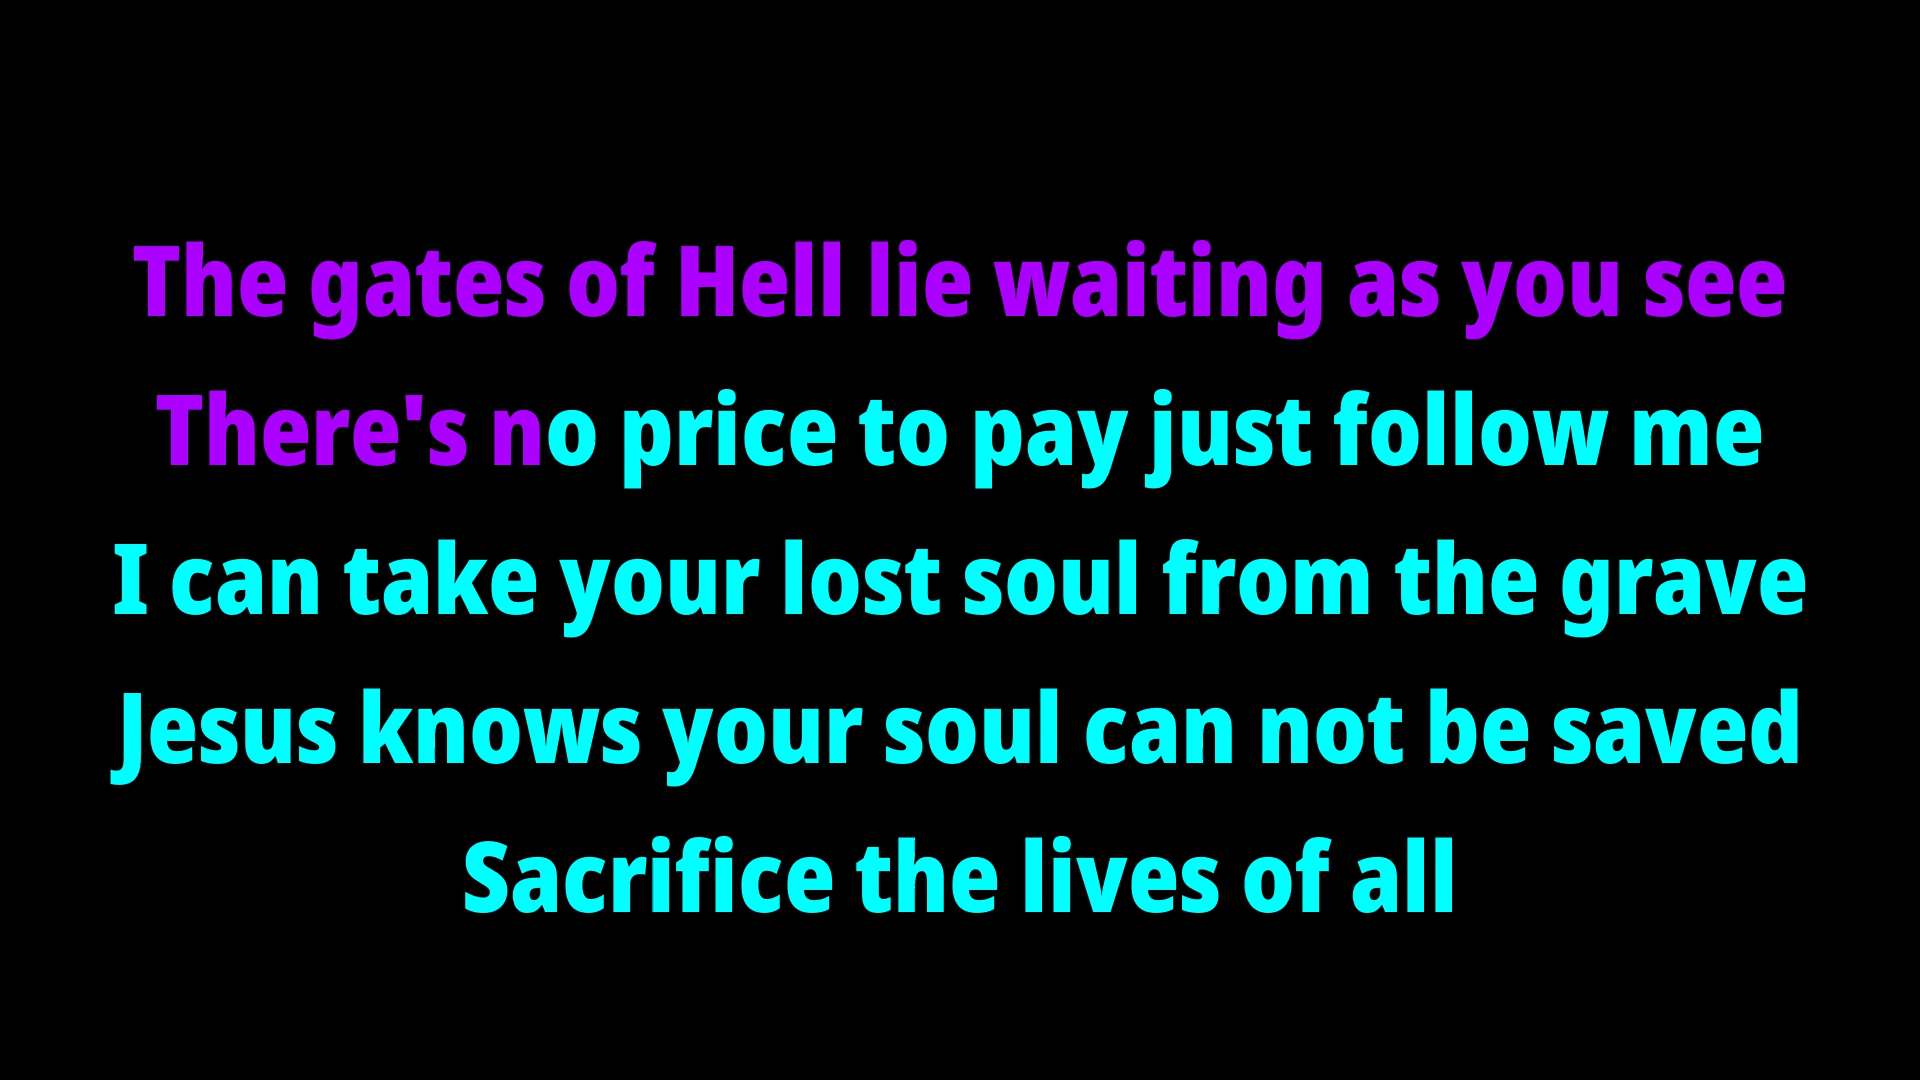 The gates of Hell lie waiting as you see
There's no price to pay just follow me
I can take your lost soul from the grave
Jesus knows your soul can not be saved
Sacrifice the lives of all